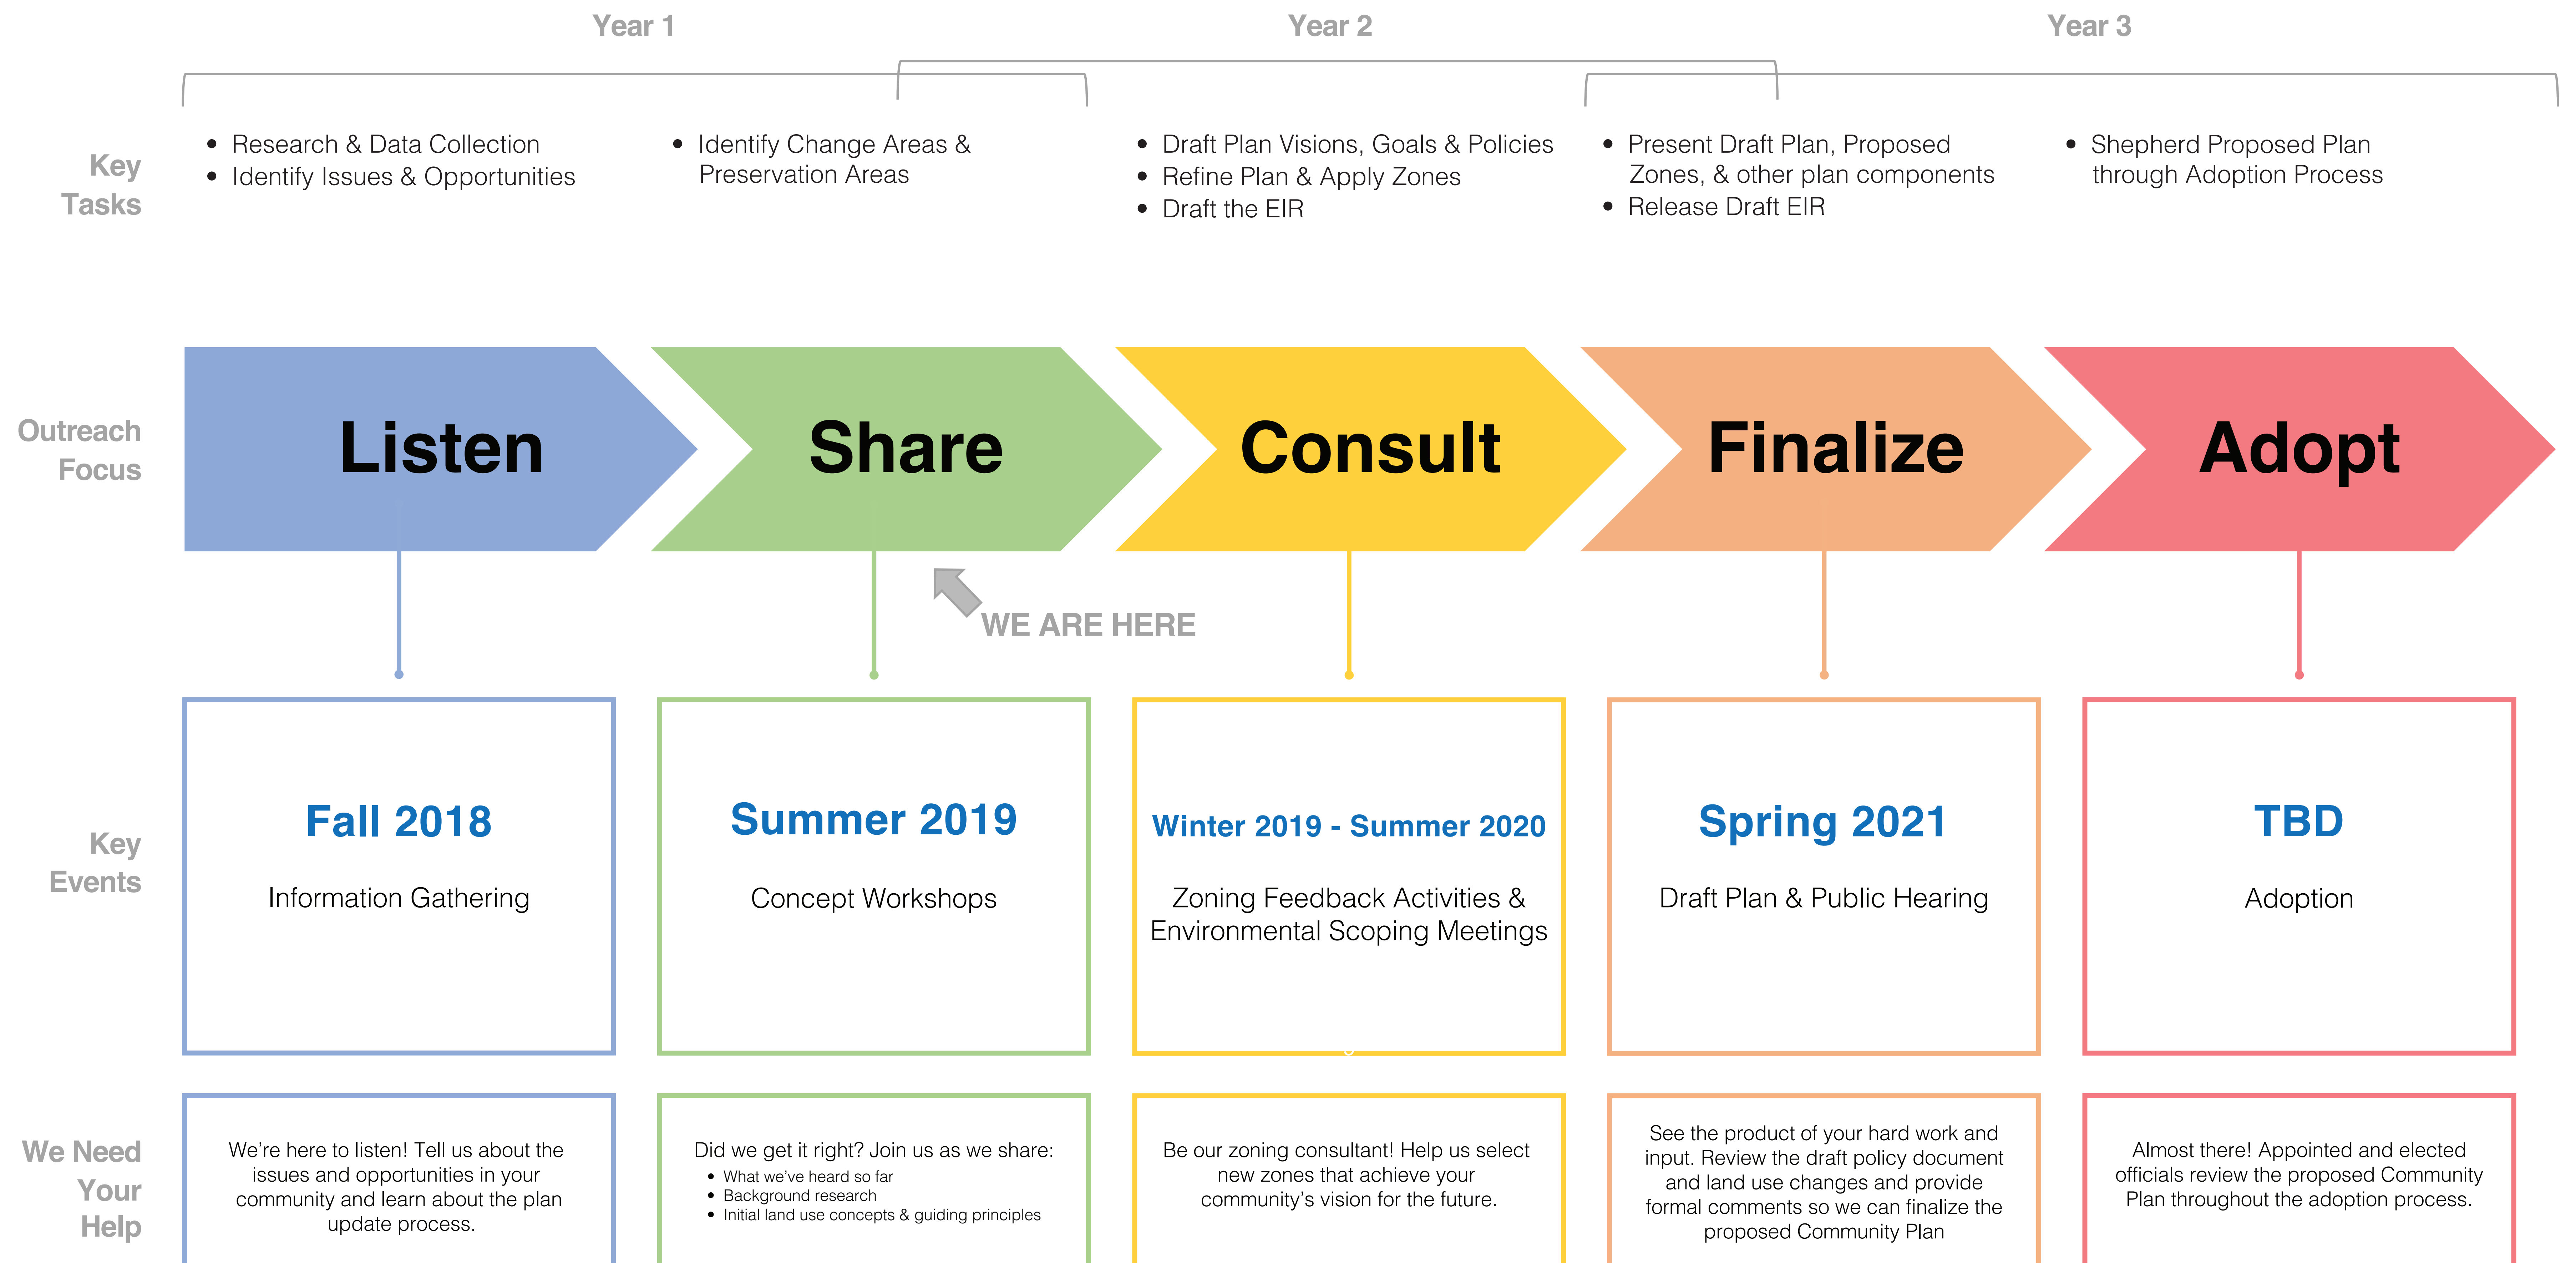 Year 1
Year 2
Year 3
Key
Tasks
• Research & Data Collection
• Identify Issues & Opportunities
• Identify Change Areas &
Preservation Areas
• Draft Plan Visions, Goals & Policies
• Refine Plan & Apply Zones
• Draft the EIR
• Present Draft Plan, Proposed
Zones, & other plan components
• Release Draft EIR
• Shepherd Proposed Plan
through Adoption Process
Outreach
Focus
Listen
Share
Consult
Finalize
Adopt
WE ARE HERE
Key
Events
Fall 2018
Information Gathering
Summer 2019
Concept Workshops
Winter 2019 - Summer 2020
Zoning Feedback Activities &
Environmental Scoping Meetings
Spring 2021
Draft Plan & Public Hearing
TBD
Adoption
We Need
Your
Help
We’re here to listen! Tell us about the
issues and opportunities in your
community and learn about the plan
update process.
Did we get it right? Join us as we share:
• What we’ve heard so far
• Background research
• Initial land use concepts & guiding principles
Be our zoning consultant! Help us select
new zones that achieve your
community’s vision for the future.
See the product of your hard work and
input. Review the draft policy document
and land use changes and provide
formal comments so we can finalize the
proposed Community Plan
Almost there! Appointed and elected
officials review the proposed Community
Plan throughout the adoption process.